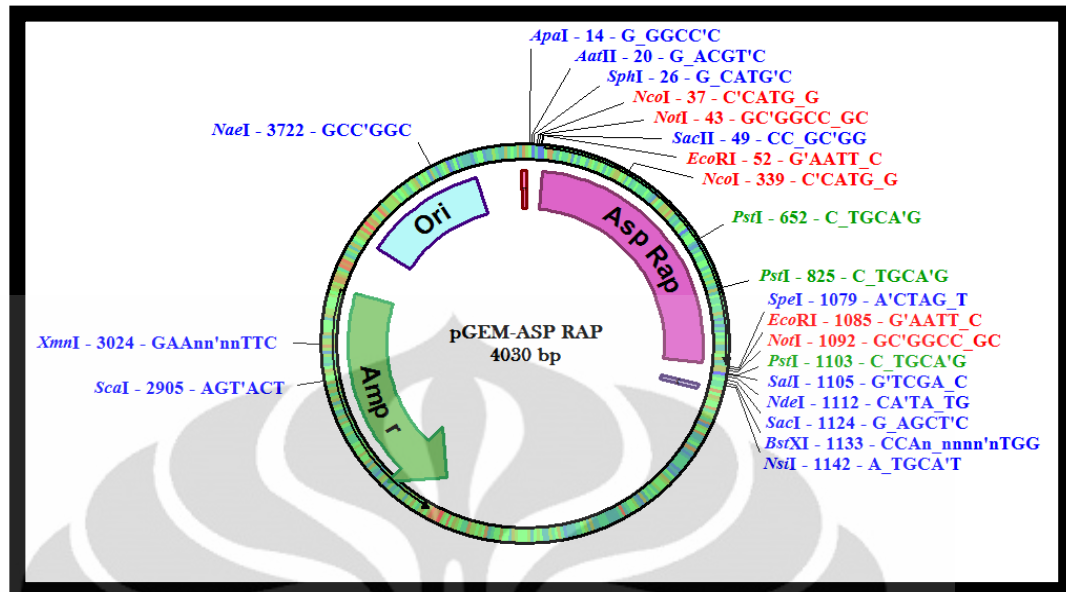 ApaI - 14 - G_GGCC'C
AatII - 20 - G_ACGT'C
SphI - 26 - G_CATG'C
NcoI - 37 - C'CATG_G
NotI - 43 - GC'GGCC_GC
SacII - 49 - CC_GC'GG
EcoRI - 52 - G'AATT_C
NcoI - 339 - C'CATG_G
NaeI - 3722 - GCC'GGC
PstI - 652 - C_TGCA'G
PstI - 825 - C_TGCA'G
SpeI - 1079 - A'CTAG_T
EcoRI - 1085 - G'AATT_C
NotI - 1092 - GC'GGCC_GC
PstI - 1103 - C_TGCA'G
SalI - 1105 - G'TCGA_C
NdeI - 1112 - CA'TA_TG
SacI - 1124 - G_AGCT'C
BstXI - 1133 - CCAn_nnnn'nTGG
NsiI - 1142 - A_TGCA'T
XmnI - 3024 - GAAnn'nnTTC
ScaI - 2905 - AGT'ACT
Ori
Asp Rap
Amp r
pGEM-ASP RAP
4030 bp